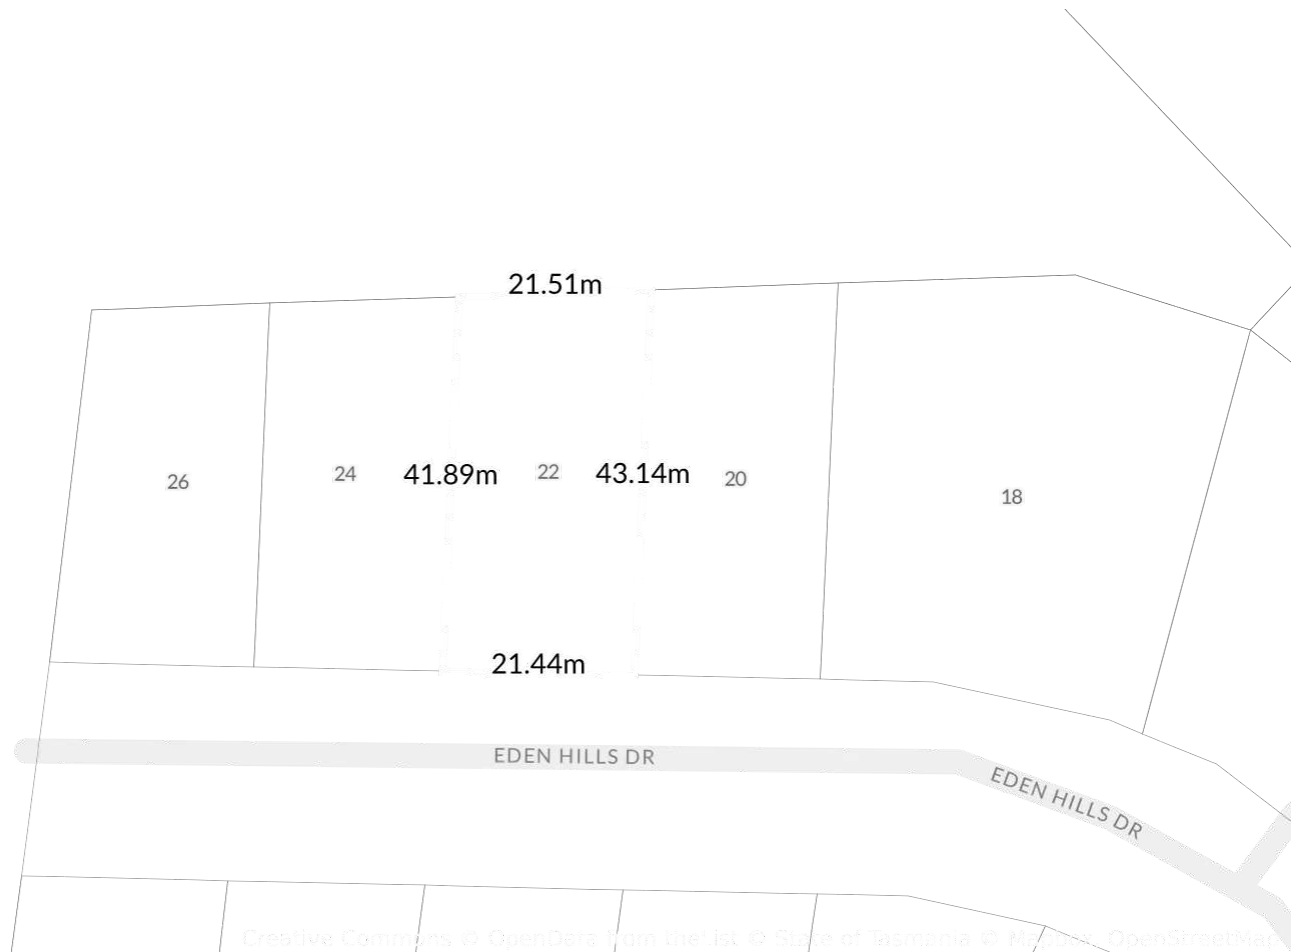 21.51m
26
24
41.89m
22
43.14m
20
18
21.44m
EDEN HILLS DR
EDEN HILLS DR
Creative Commons © OpenData from theList © State of Tasmania © Mapbox, OpenStreetMap